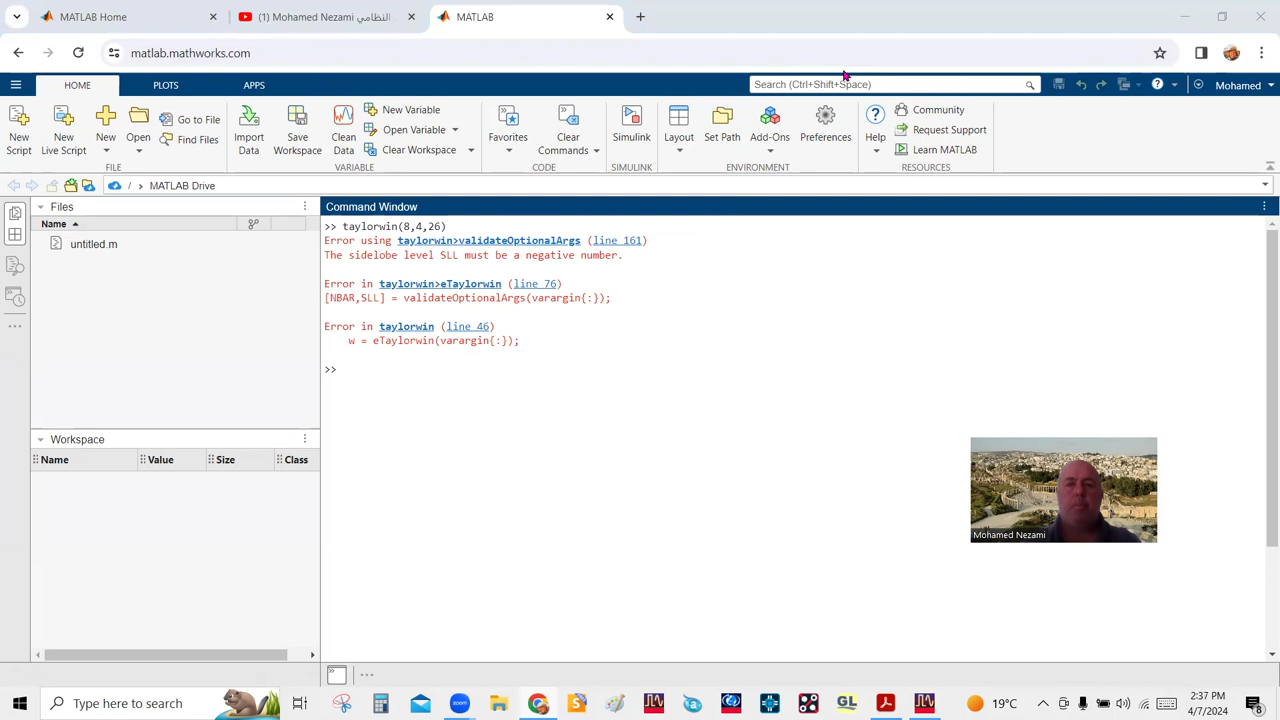 MATLAB Home
(1) Mohamed Nezami النظامي
MATLAB
matlab.mathworks.com
HOME
PLOTS
APPS
Search (Ctrl+Shift+Space)
Mohamed
New Script
New Live Script
New
Open
Go to File
Find Files
FILE
Import Data
Save Workspace
Clean Data
New Variable
Open Variable
Clear Workspace
VARIABLE
Favorites
Clear Commands
CODE
Simulink
SIMULINK
Layout
Set Path
Add-Ons
Preferences
ENVIRONMENT
Help
Community
Request Support
Learn MATLAB
RESOURCES
/ › MATLAB Drive
Files
Name
untitled.m
Workspace
Name Value Size Class
Command Window
>> taylorwin(8,4,26)
Error using taylorwin>validateOptionalArgs (line 161)
The sidelobe level SLL must be a negative number.
Error in taylorwin>eTaylorwin (line 76)
[NBAR,SLL] = validateOptionalArgs(varargin{:});
Error in taylorwin (line 46)
w = eTaylorwin(varargin{:});
>>
Mohamed Nezami
Type here to search
19°C
2:37 PM
4/7/2024
8